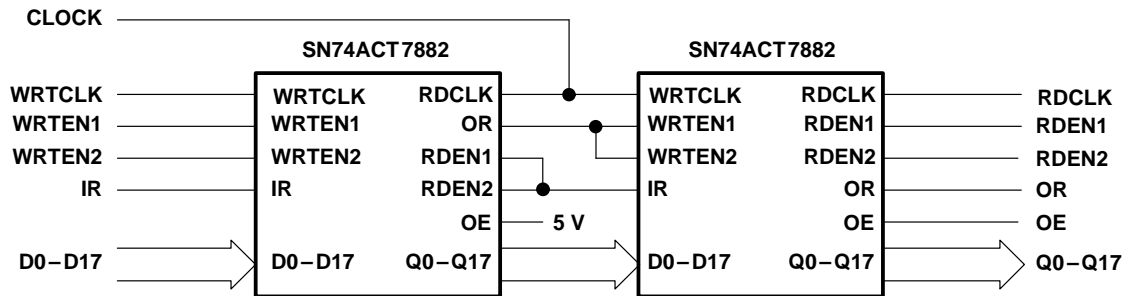 CLOCK
SN74ACT7882 SN74ACT7882
WRTCLK WRTCLK RDCLK WRTCLK RDCLK RDCLK
WRTEN1 WRTEN1 OR WRTEN1 RDEN1 RDEN1
WRTEN2 WRTEN2 RDEN1 WRTEN2 RDEN2 RDEN2
IR IR RDEN2 IR OR OR
OE 5 V OE OE
D0–D17 D0–D17 Q0–Q17 D0–D17 Q0–Q17 Q0–Q17